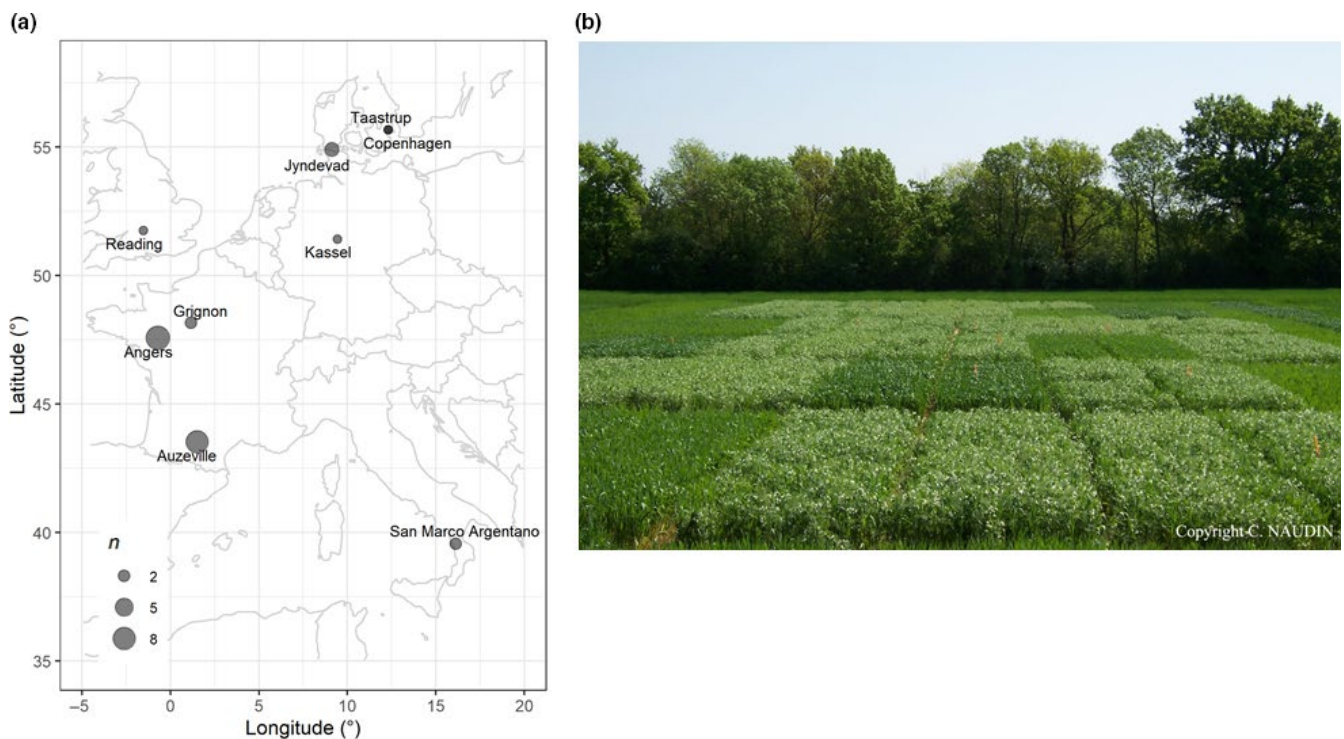 (a)
55
50
45
40
35
Latitude (°)
Taastrup
Copenhagen
Jyndevad
Reading
Kassel
Grignon
Angers
Auzeville
San Marco Argentano
n
2
5
8
−5
0
5
10
15
20
Longitude (°)
(b)
Copyright C. NAUDIN